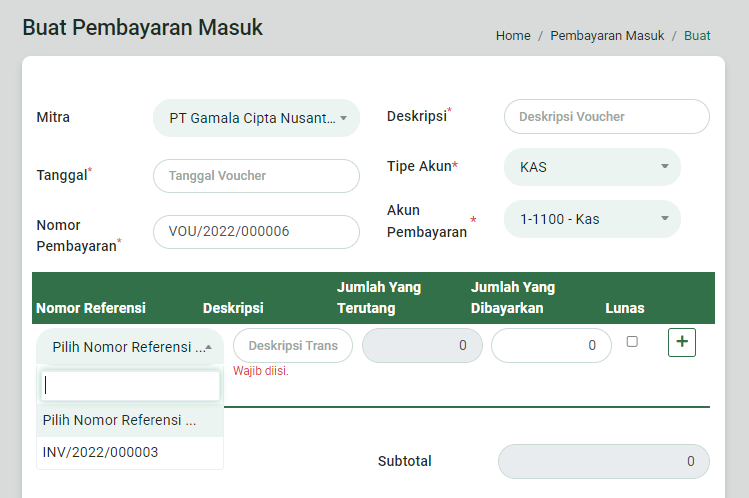 Buat Pembayaran Masuk
Home / Pembayaran Masuk / Buat
Mitra
PT Gamala Cipta Nusant...
Deskripsi*
Deskripsi Voucher
Tanggal*
Tanggal Voucher
Tipe Akun*
KAS
Nomor
Pembayaran*
VOU/2022/000006
Akun
Pembayaran *
1-1100 - Kas
Nomor Referensi
Deskripsi
Jumlah Yang
Terutang
Jumlah Yang
Dibayarkan
Lunas
Pilih Nomor Referensi ...
Deskripsi Trans
0
0
+
Wajib diisi.
Pilih Nomor Referensi ...
INV/2022/000003
Subtotal
0